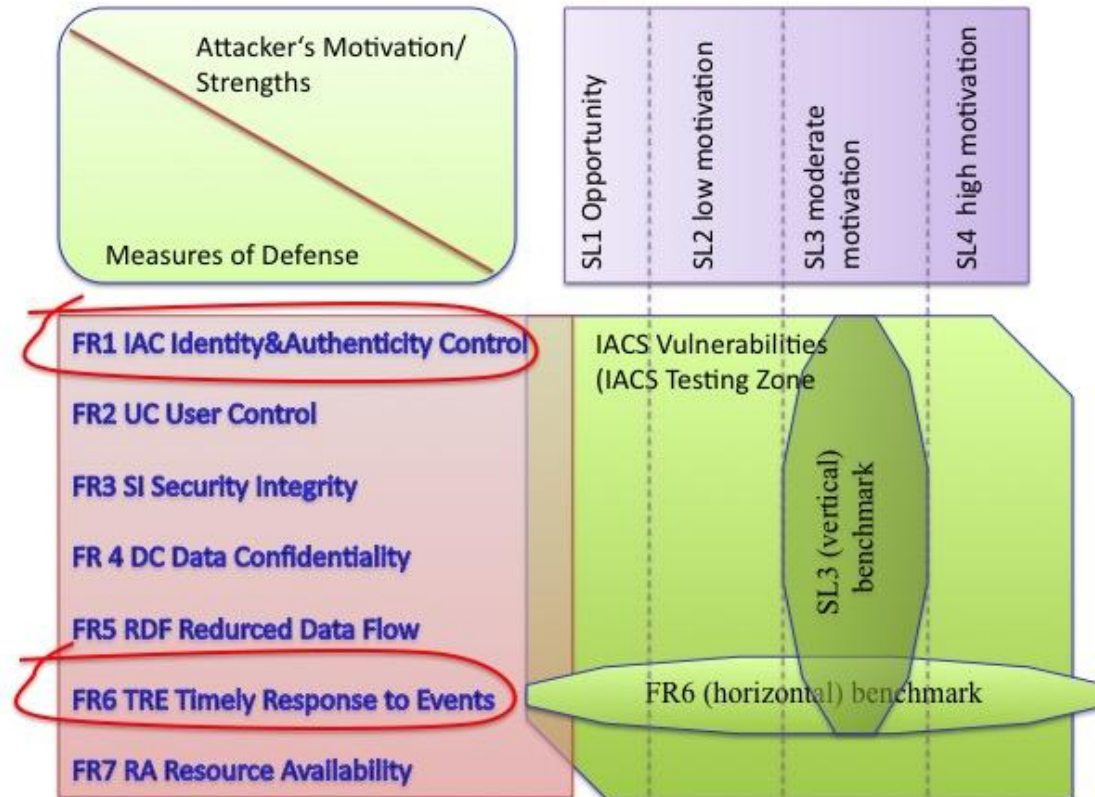 Attacker‘s Motivation/
Strengths
Measures of Defense
SL1 Opportunity
SL2 low motivation
SL3 moderate
motivation
SL4 high motivation
FR1 IAC Identity&Authenticity Control
FR2 UC User Control
FR3 SI Security Integrity
FR 4 DC Data Confidentiality
FR5 RDF Redurced Data Flow
FR6 TRE Timely Response to Events
FR7 RA Resource Availability
IACS Vulnerabilities
(IACS Testing Zone
SL3 (vertical)
benchmark
FR6 (horizontal) benchmark